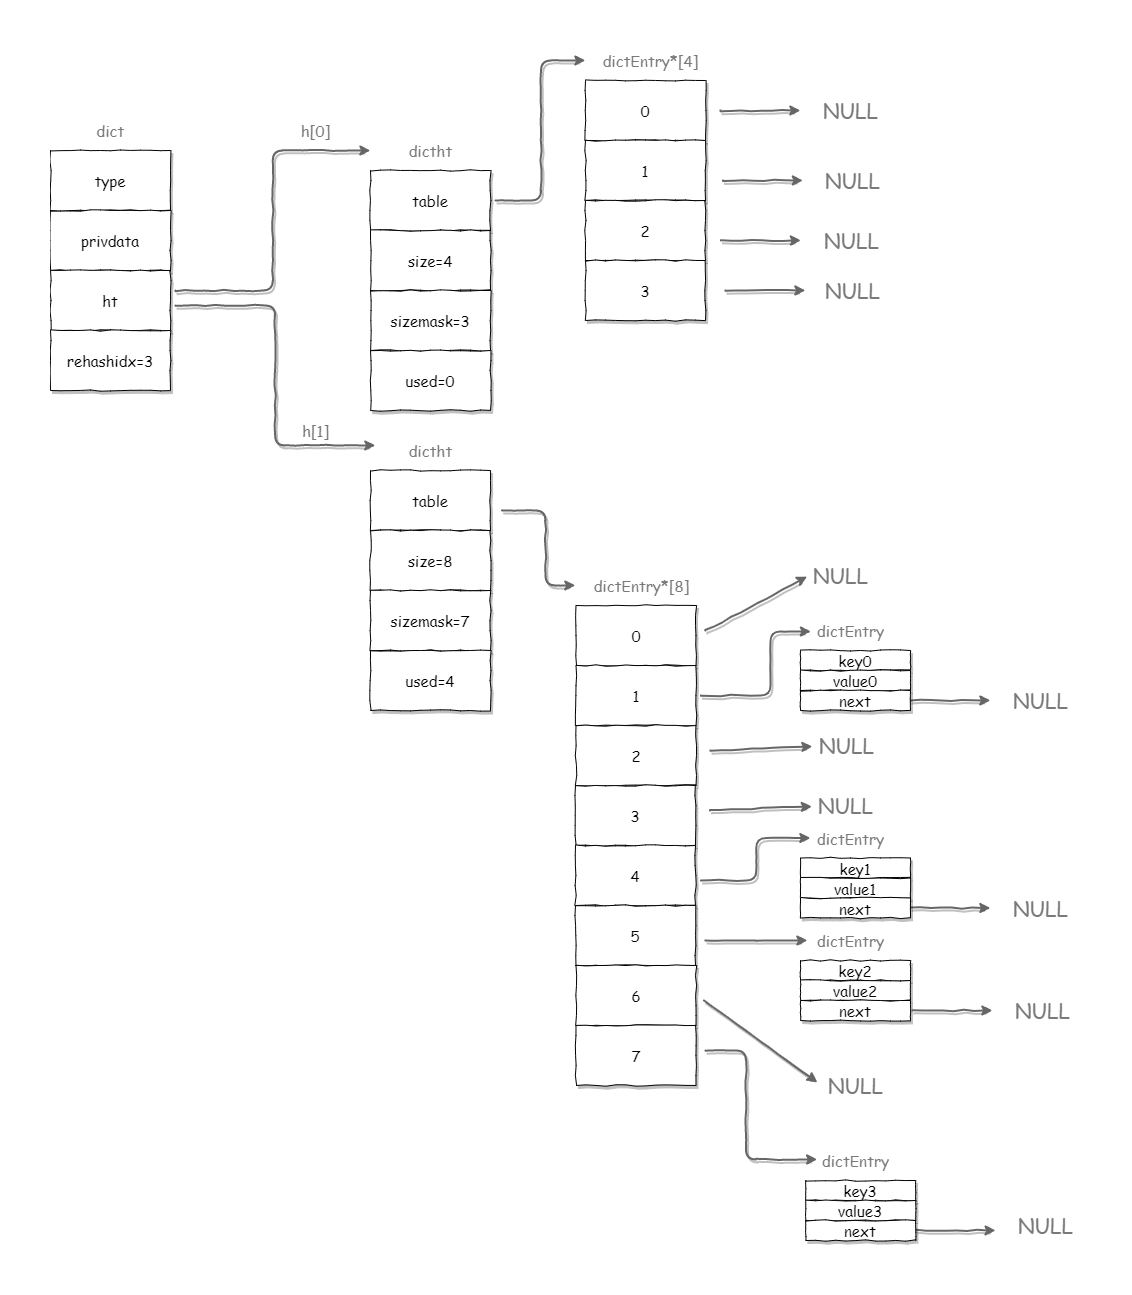 dict
type
privdata
ht
rehashidx=3
h[0]
dictht
table
size=4
sizemask=3
used=0
dictEntry*[4]
0
NULL
1
NULL
2
NULL
3
NULL
h[1]
dictht
table
size=8
sizemask=7
used=4
dictEntry*[8]
0
NULL
1
dictEntry
key0
value0
next
NULL
2
NULL
3
NULL
4
dictEntry
key1
value1
next
NULL
5
dictEntry
key2
value2
next
NULL
6
NULL
7
dictEntry
key3
value3
next
NULL